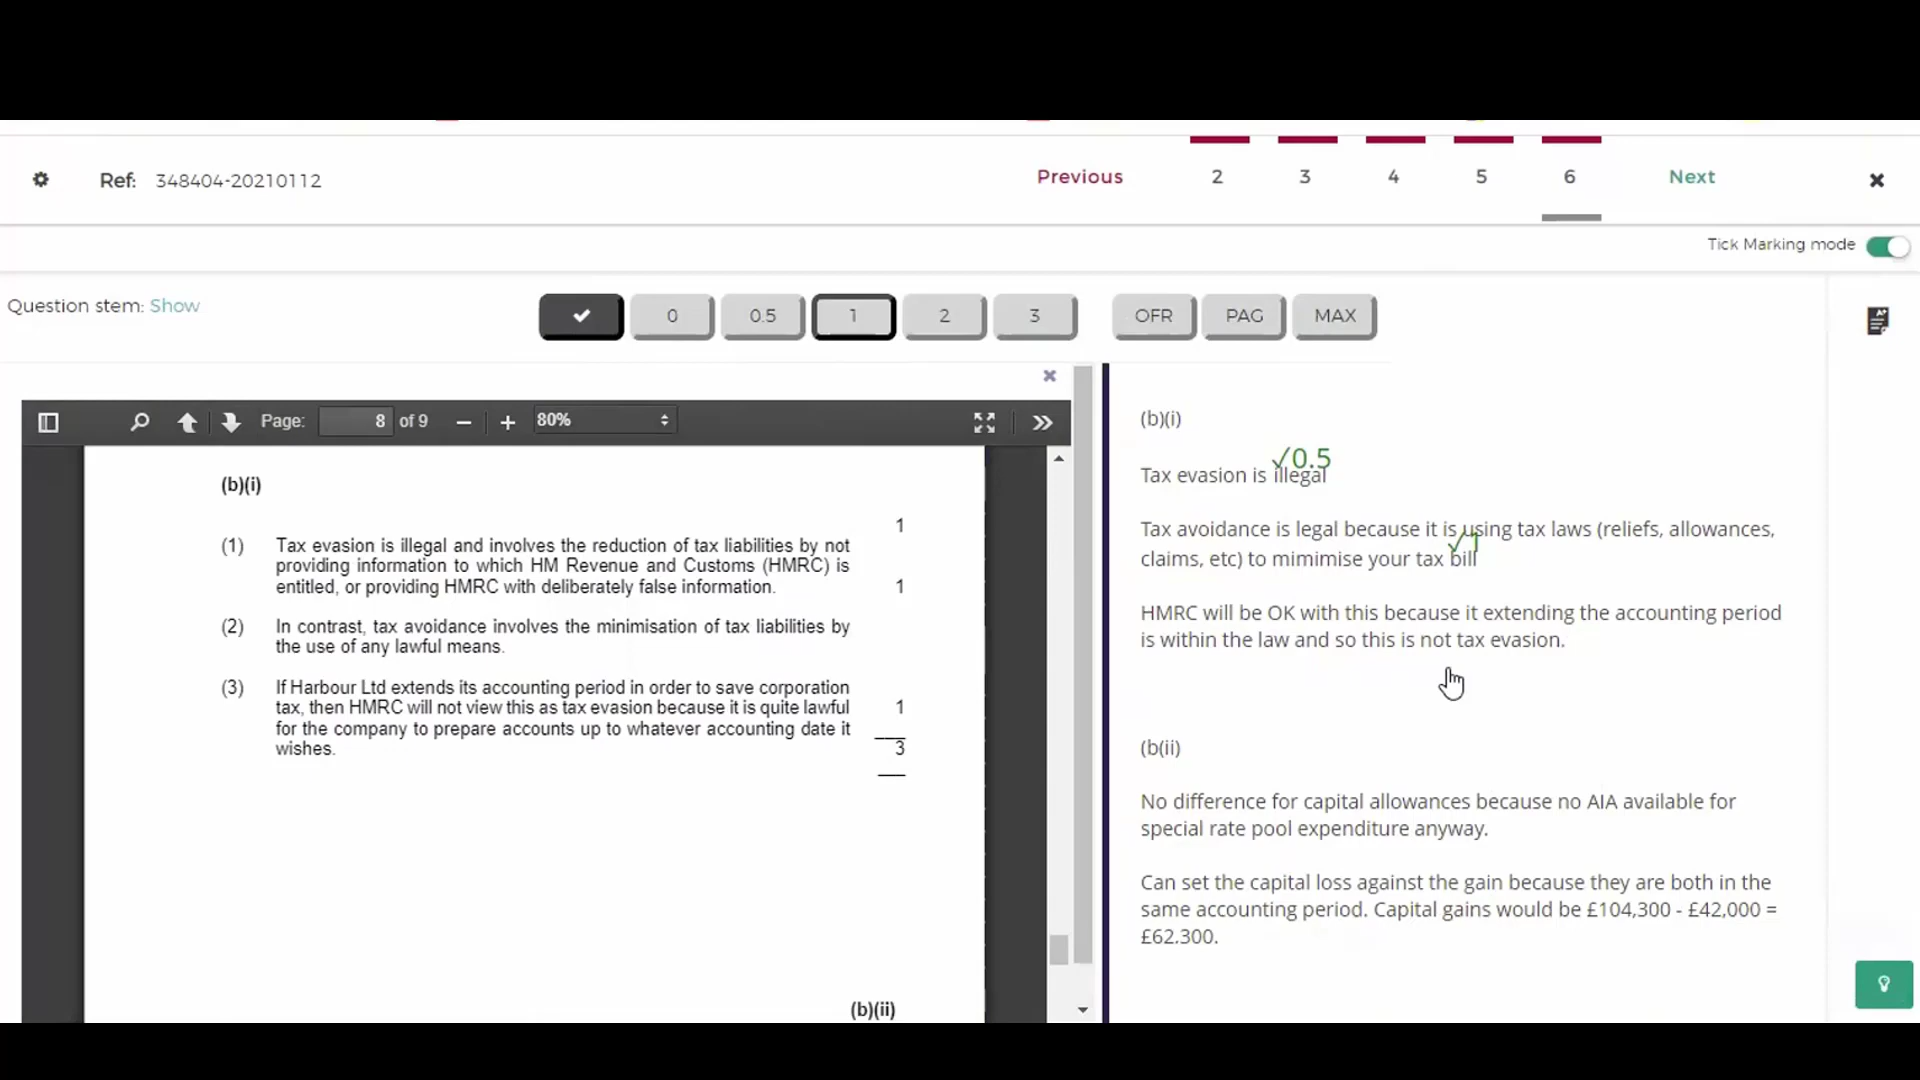 Ref: 348404-20210112
Previous 2 3 4 5 6 Next
Tick Marking mode
Question stem: Show
0 0.5 1 2 3 OFR PAG MAX
Page: 8 of 9 80%
(b)(i)
1
(1) Tax evasion is illegal and involves the reduction of tax liabilities by not
providing information to which HM Revenue and Customs (HMRC) is
entitled, or providing HMRC with deliberately false information. 1
(2) In contrast, tax avoidance involves the minimisation of tax liabilities by
the use of any lawful means.
(3) If Harbour Ltd extends its accounting period in order to save corporation
tax, then HMRC will not view this as tax evasion because it is quite lawful 1
for the company to prepare accounts up to whatever accounting date it
wishes. 3
(b)(ii)
(b)(i)
✓0.5
Tax evasion is illegal
Tax avoidance is legal because it is using tax laws (reliefs, allowances,
✓1
claims, etc) to mimimise your tax bill
HMRC will be OK with this because it extending the accounting period
is within the law and so this is not tax evasion.
(b(ii)
No difference for capital allowances because no AIA available for
special rate pool expenditure anyway.
Can set the capital loss against the gain because they are both in the
same accounting period. Capital gains would be £104,300 - £42,000 =
£62.300.